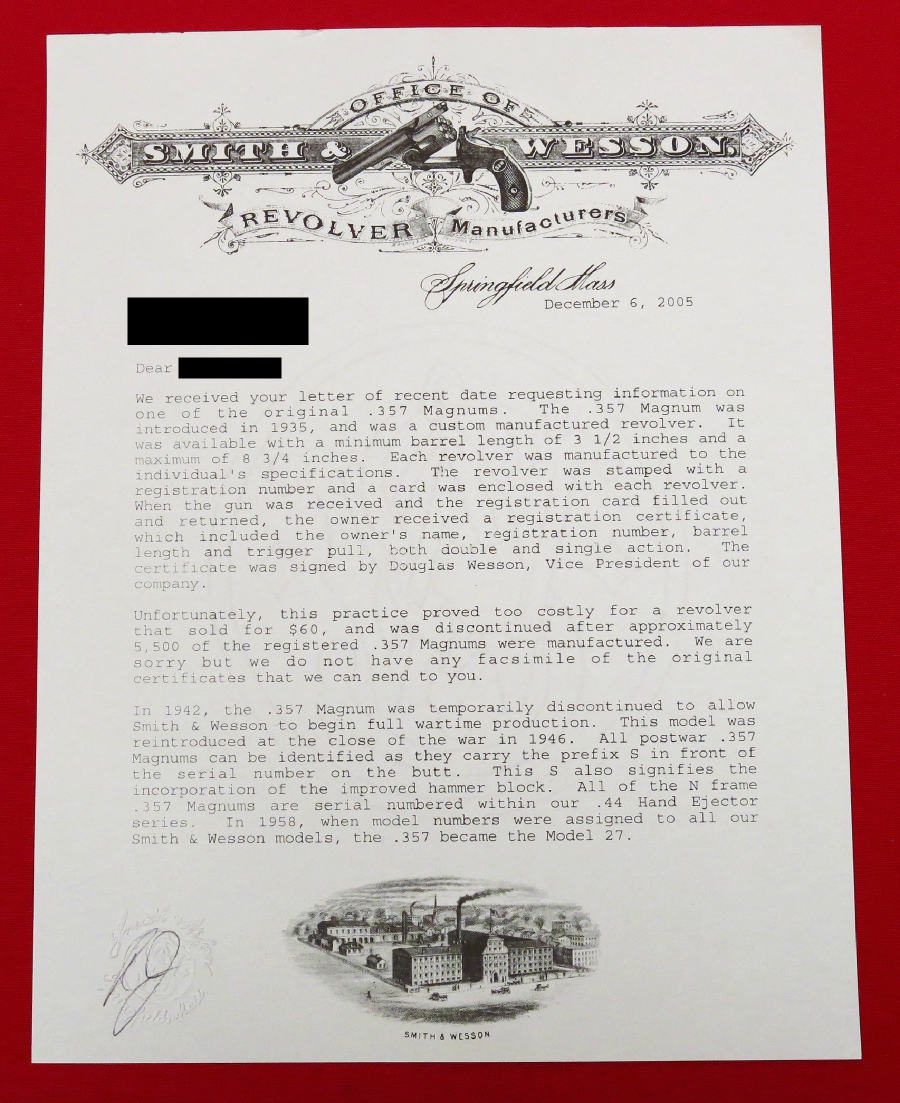 OFFICE OF
SMITH & WESSON.
REVOLVER Manufacturers
Springfield Mass
December 6, 2005
Dear
We received your letter of recent date requesting information on
one of the original .357 Magnums. The .357 Magnum was
introduced in 1935, and was a custom manufactured revolver. It
was available with a minimum barrel length of 3 1/2 inches and a
maximum of 8 3/4 inches. Each revolver was manufactured to the
individual's specifications. The revolver was stamped with a
registration number and a card was enclosed with each revolver.
When the gun was received and the registration card filled out
and returned, the owner received a registration certificate,
which included the owner's name, registration number, barrel
length and trigger pull, both double and single action. The
certificate was signed by Douglas Wesson, Vice President of our
company.
Unfortunately, this practice proved too costly for a revolver
that sold for $60, and was discontinued after approximately
5,500 of the registered .357 Magnums were manufactured. We are
sorry but we do not have any facsimile of the original
certificates that we can send to you.
In 1942, the .357 Magnum was temporarily discontinued to allow
Smith & Wesson to begin full wartime production. This model was
reintroduced at the close of the war in 1946. All postwar .357
Magnums can be identified as they carry the prefix S in front of
the serial number on the butt. This S also signifies the
incorporation of the improved hammer block. All of the N frame
.357 Magnums are serial numbered within our .44 Hand Ejector
series. In 1958, when model numbers were assigned to all our
Smith & Wesson models, the .357 became the Model 27.
SMITH & WESSON